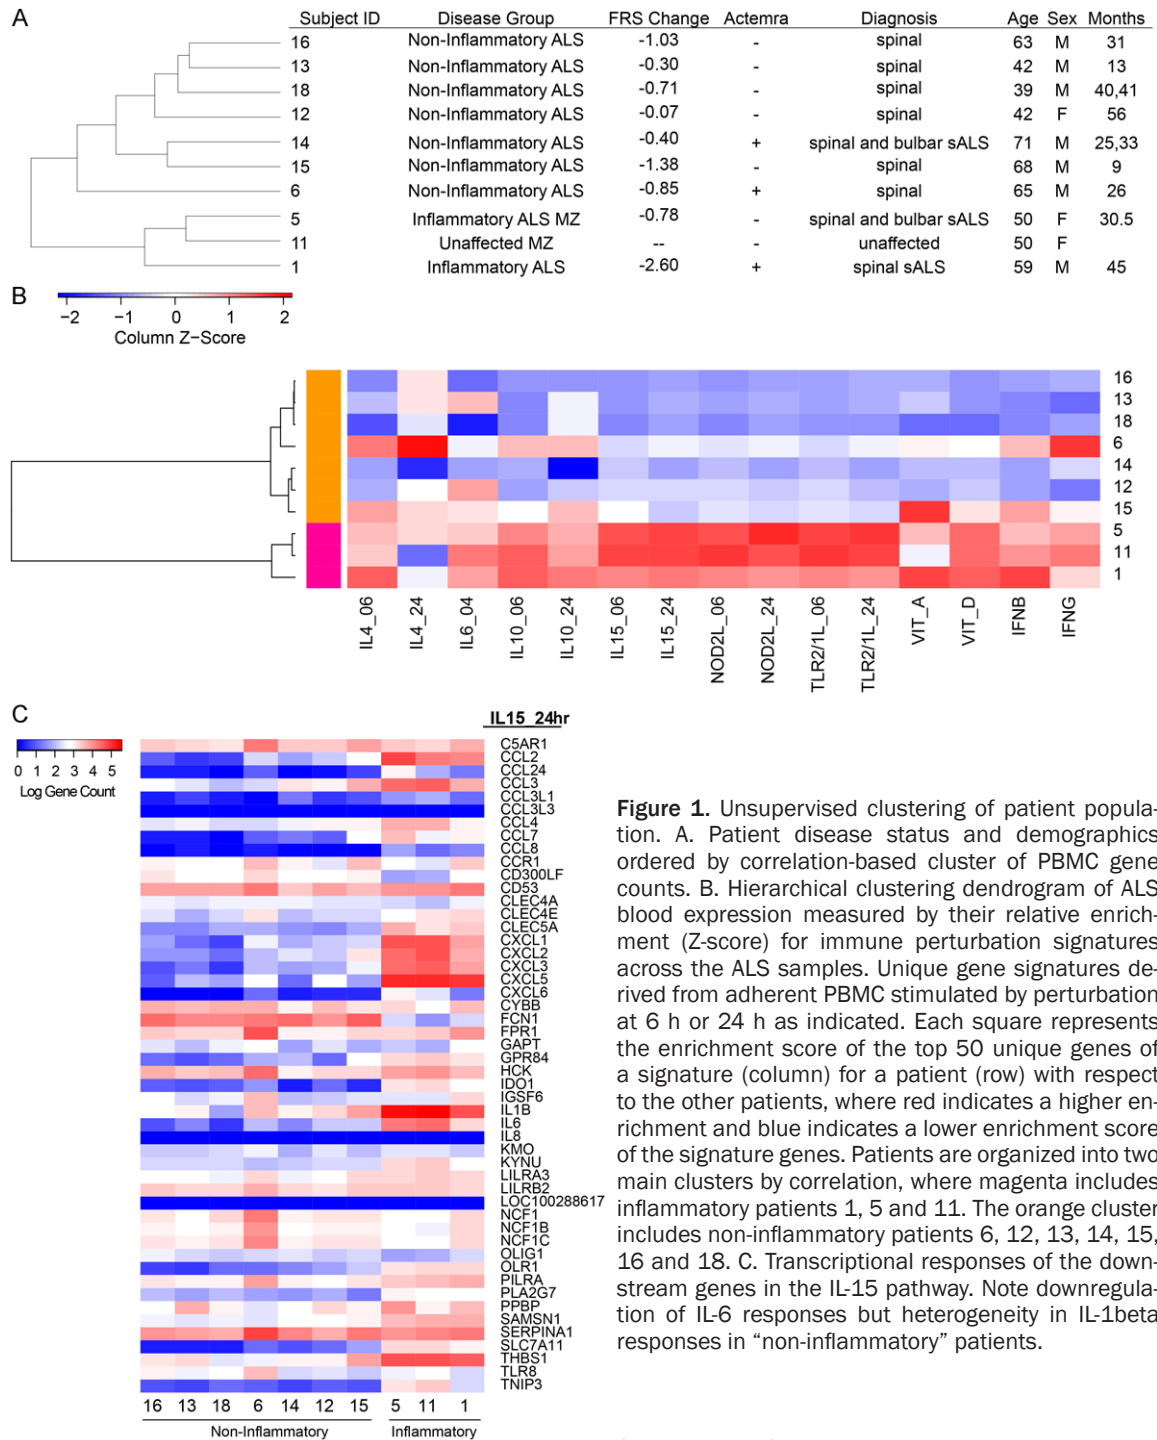 A
Subject ID Disease Group FRS Change Actemra Diagnosis Age Sex Months
16 Non-Inflammatory ALS -1.03 - spinal 63 M 31
13 Non-Inflammatory ALS -0.30 - spinal 42 M 13
18 Non-Inflammatory ALS -0.71 - spinal 39 M 40,41
12 Non-Inflammatory ALS -0.07 - spinal 42 F 56
14 Non-Inflammatory ALS -0.40 + spinal and bulbar sALS 71 M 25,33
15 Non-Inflammatory ALS -1.38 - spinal 68 M 9
6 Non-Inflammatory ALS -0.85 + spinal 65 M 26
5 Inflammatory ALS MZ -0.78 - spinal and bulbar sALS 50 F 30.5
11 Unaffected MZ -- - unaffected 50 F
1 Inflammatory ALS -2.60 + spinal sALS 59 M 45
B
−2 −1 0 1 2
Column Z−Score
16
13
18
6
14
12
15
5
11
1
IL4_06 IL4_24 IL6_04 IL10_06 IL10_24 IL15_06 IL15_24 NOD2L_06 NOD2L_24 TLR2/1L_06 TLR2/1L_24 VIT_A VIT_D IFNB IFNG
C
IL15_24hr
0 1 2 3 4 5
Log Gene Count
C5AR1
CCL2
CCL24
CCL3
CCL3L1
CCL3L3
CCL4
CCL7
CCL8
CCR1
CD300LF
CD53
CLEC4A
CLEC4E
CLEC5A
CXCL1
CXCL2
CXCL3
CXCL5
CXCL6
CYBB
FCN1
FPR1
GAPT
GPR84
HCK
IDO1
IGSF6
IL1B
IL6
IL8
KMO
KYNU
LILRA3
LILRB2
LOC100288617
NCF1
NCF1B
NCF1C
OLIG1
OLR1
PILRA
PLA2G7
PPBP
SAMSN1
SERPINA1
SLC7A11
THBS1
TLR8
TNIP3
16 13 18 6 14 12 15 5 11 1
Non-Inflammatory Inflammatory
Figure 1. Unsupervised clustering of patient popula-
tion. A. Patient disease status and demographics
ordered by correlation-based cluster of PBMC gene
counts. B. Hierarchical clustering dendrogram of ALS
blood expression measured by their relative enrich-
ment (Z-score) for immune perturbation signatures
across the ALS samples. Unique gene signatures de-
rived from adherent PBMC stimulated by perturbation
at 6 h or 24 h as indicated. Each square represents
the enrichment score of the top 50 unique genes of
a signature (column) for a patient (row) with respect
to the other patients, where red indicates a higher en-
richment and blue indicates a lower enrichment score
of the signature genes. Patients are organized into two
main clusters by correlation, where magenta includes
inflammatory patients 1, 5 and 11. The orange cluster
includes non-inflammatory patients 6, 12, 13, 14, 15,
16 and 18. C. Transcriptional responses of the down-
stream genes in the IL-15 pathway. Note downregula-
tion of IL-6 responses but heterogeneity in IL-1beta
responses in “non-inflammatory” patients.